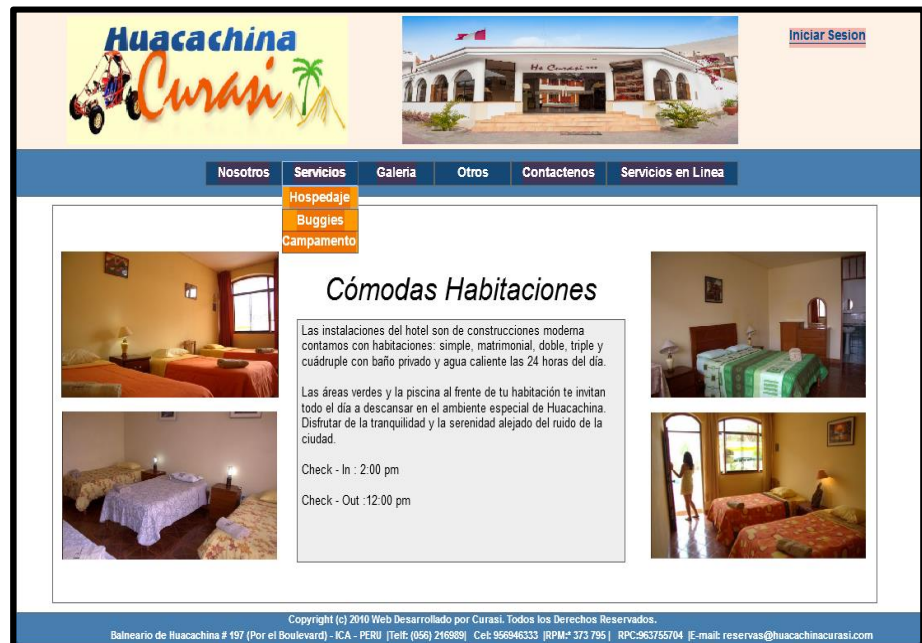 Huacachina
Curasi
Ha Curasi ***
Iniciar Sesion
Nosotros Servicios Galeria Otros Contactenos Servicios en Linea
Hospedaje
Buggies
Campamento
Cómodas Habitaciones
Las instalaciones del hotel son de construcciones moderna
contamos con habitaciones: simple, matrimonial, doble, triple y
cuádruple con baño privado y agua caliente las 24 horas del día.
Las áreas verdes y la piscina al frente de tu habitación te invitan
todo el día a descansar en el ambiente especial de Huacachina.
Disfrutar de la tranquilidad y la serenidad alejado del ruido de la
ciudad.
Check - In : 2:00 pm
Check - Out :12:00 pm
Copyright (c) 2010 Web Desarrollado por Curasi. Todos los Derechos Reservados.
Balneario de Huacachina # 197 (Por el Boulevard) - ICA - PERU |Telf: (056) 216989| Cel: 956946333 |RPM:* 373 795 | RPC:963755704 |E-mail: reservas@huacachinacurasi.com